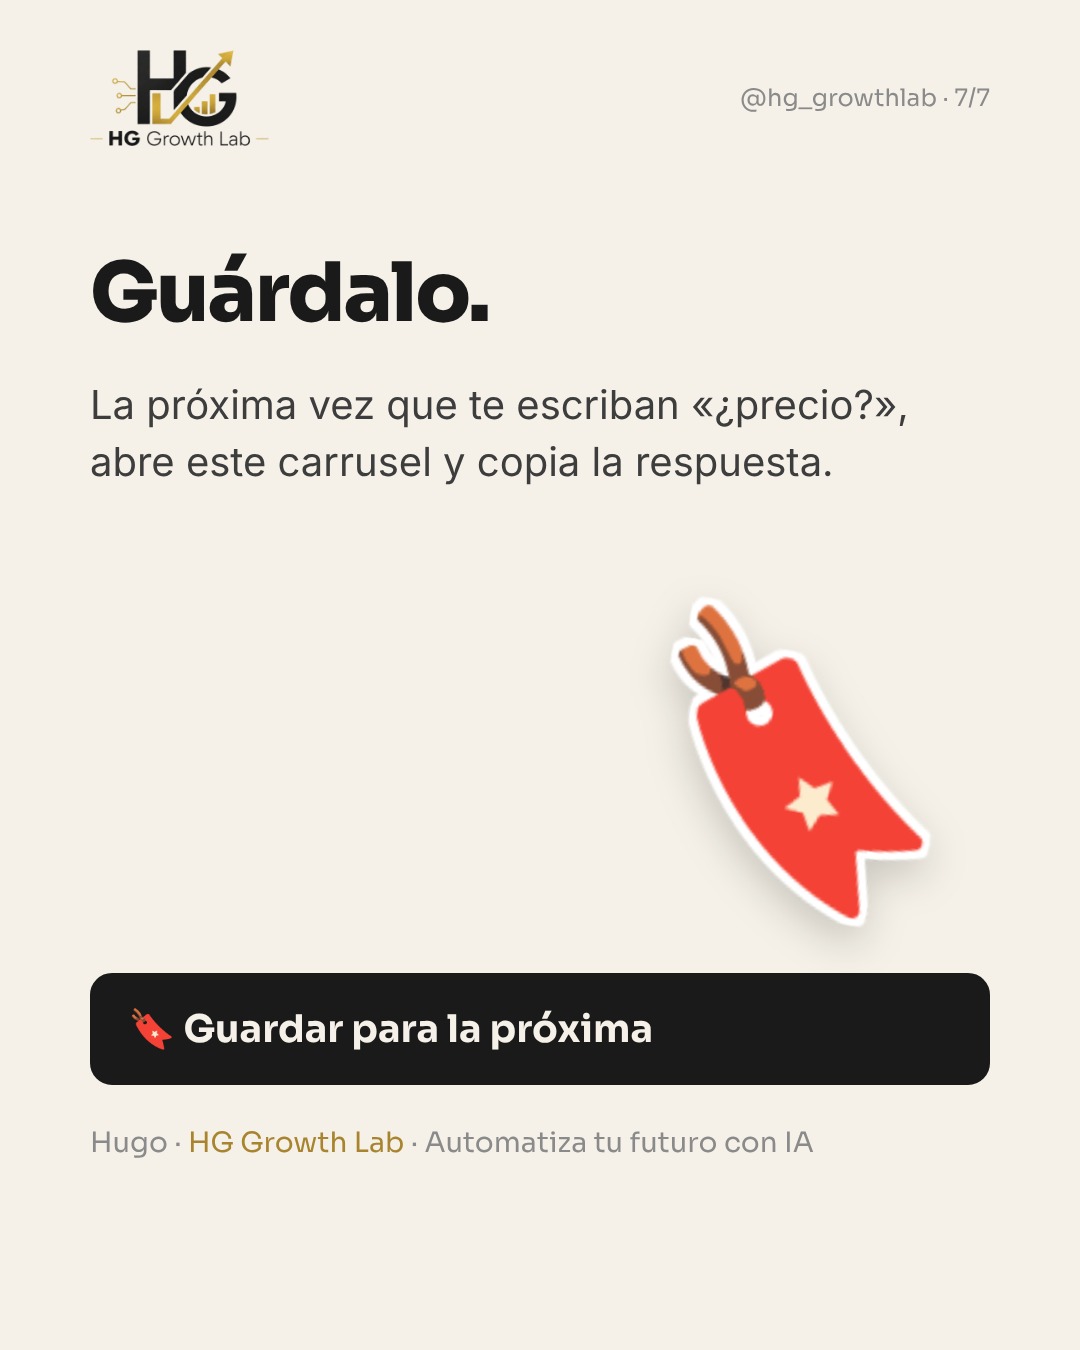 HG
HG Growth Lab
@hg_growthlab · 7/7
Guárdalo.
La próxima vez que te escriban «¿precio?»,
abre este carrusel y copia la respuesta.
Guardar para la próxima
Hugo · HG Growth Lab · Automatiza tu futuro con IA